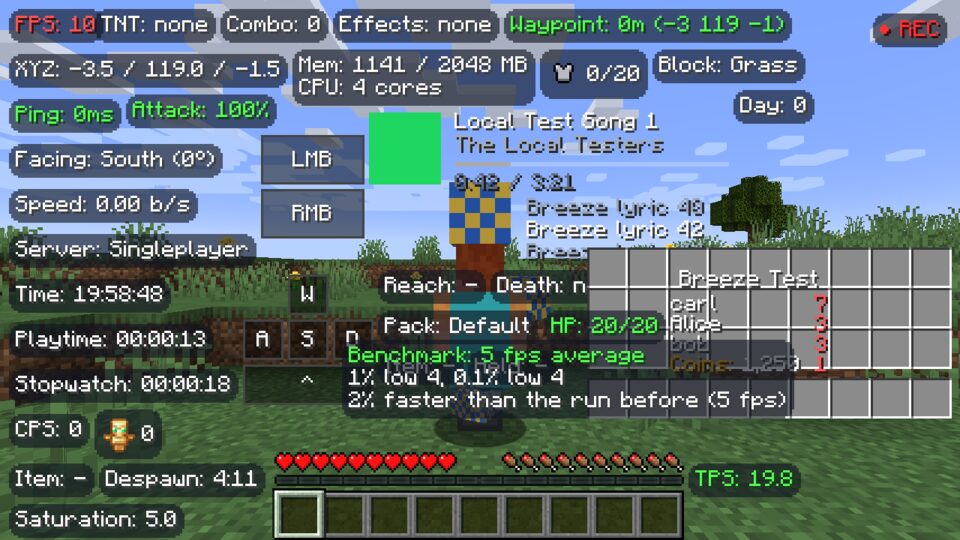 FPS: 10
TNT: none
Combo: 0
Effects: none
Waypoint: 0m (-3 119 -1)
REC
XYZ: -3.5 / 119.0 / -1.5
Mem: 1141 / 2048 MB
CPU: 4 cores
0/20
Block: Grass
Day: 0
Ping: 0ms
Attack: 100%
Local Test Song 1
The Local Testers
0:42 / 3:21
Facing: South (0°)
LMB
RMB
Speed: 0.00 b/s
Breeze lyric 40
Breeze lyric 42
Breeze
Server: Singleplayer
Time: 19:58:48
W
Reach: -
Death: n
Breeze Test
carl 7
Alice 3
bob 3
Coins: 1,250 1
Playtime: 00:00:13
A
S
D
Pack: Default
HP: 20/20
Benchmark: 5 fps average
1% low 4, 0.1% low 4
2% faster than the run before (5 fps)
Stopwatch: 00:00:18
^
CPS: 0
0
Item: -
Despawn: 4:11
TPS: 19.8
Saturation: 5.0